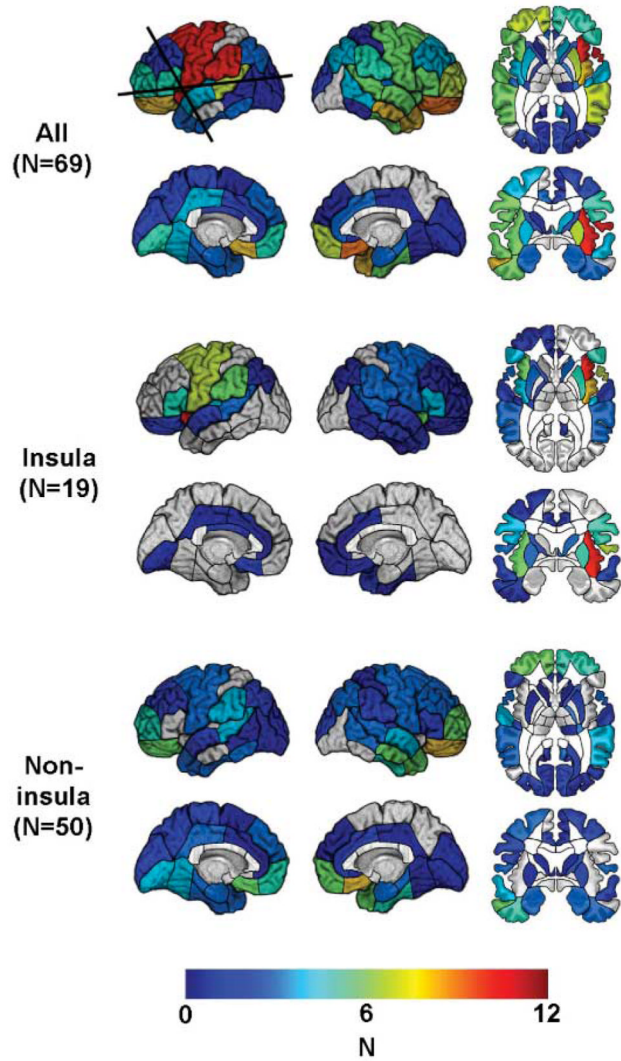 All
(N=69)
Insula
(N=19)
Non-
insula
(N=50)
0
6
12
N